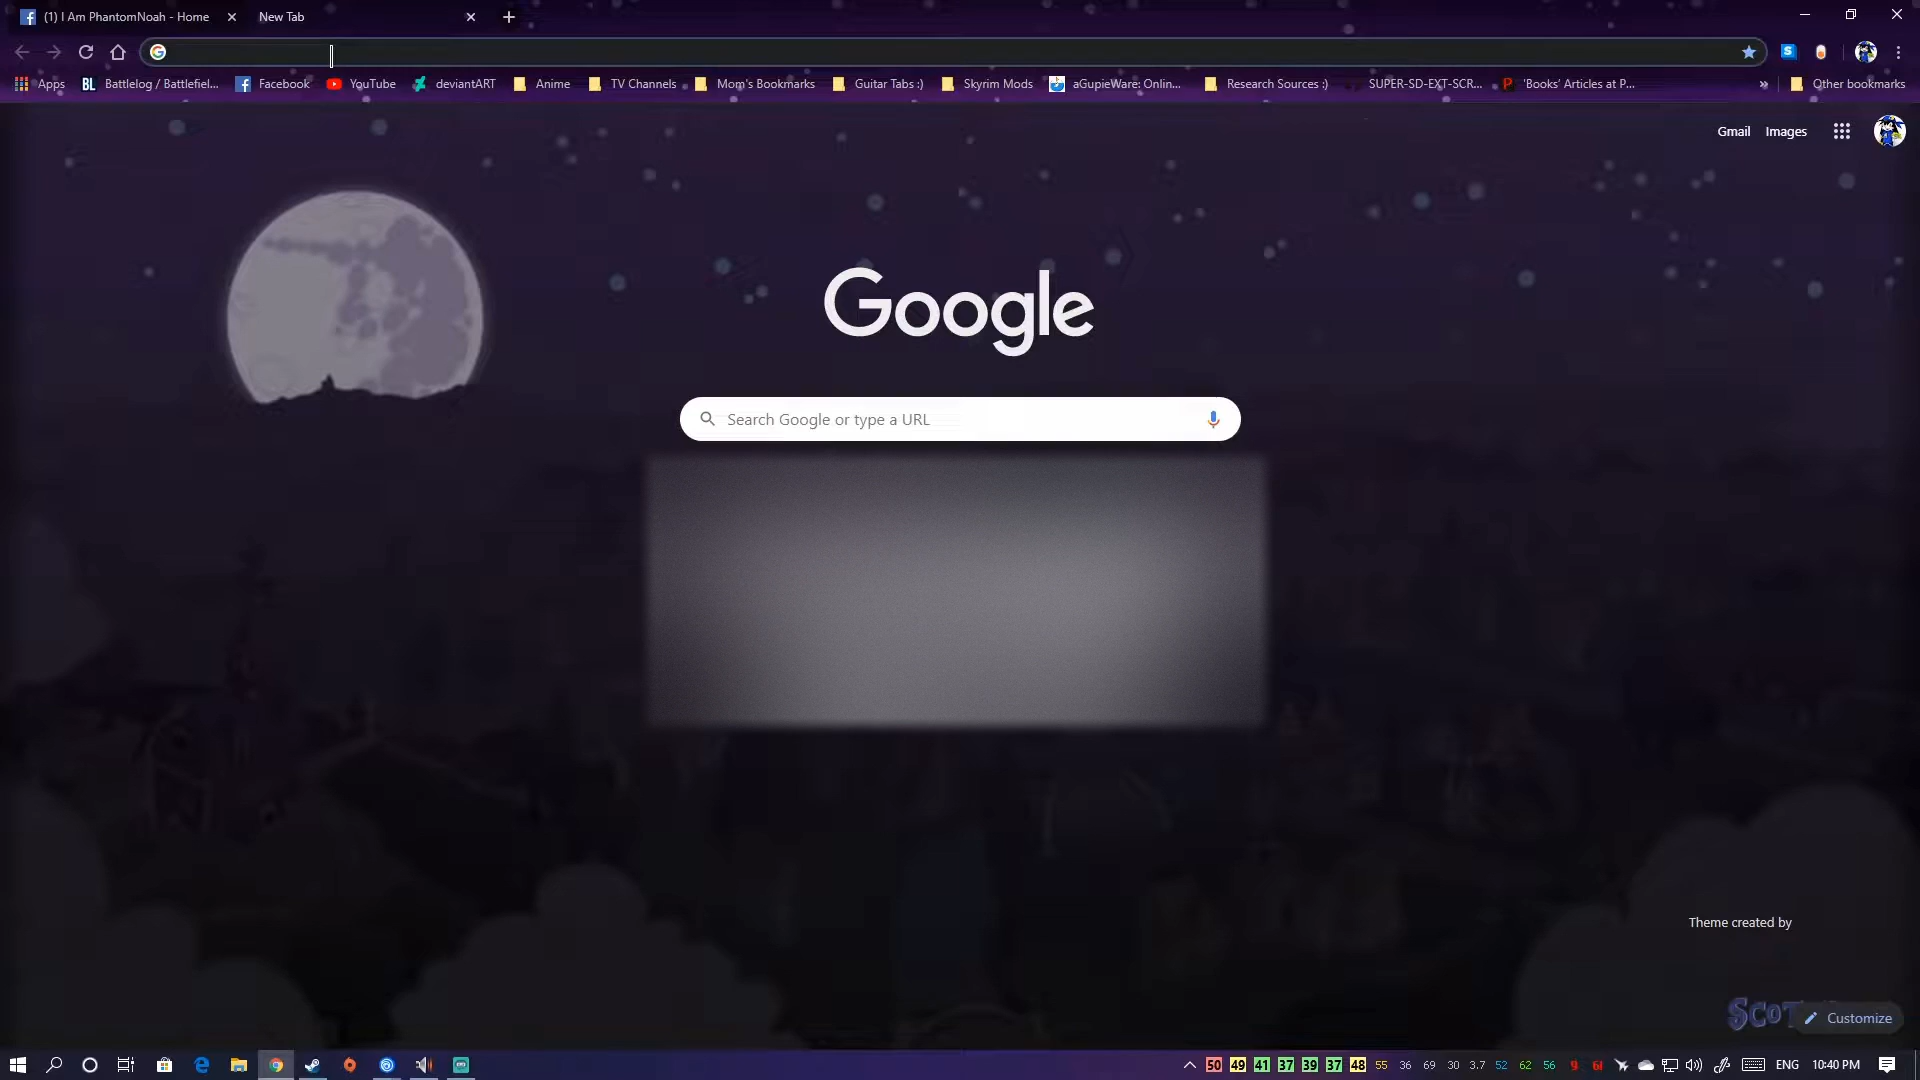 (1) I Am PhantomNoah - Home
New Tab
Apps
BL Battlelog / Battlefiel...
Facebook
YouTube
deviantART
Anime
TV Channels
Mom's Bookmarks
Guitar Tabs :)
Skyrim Mods
aGupieWare: Onlin...
Research Sources :)
SUPER-SD-EXT-SCR...
'Books' Articles at P...
»
Other bookmarks
Gmail
Images
Google
Search Google or type a URL
Theme created by
Customize
50 49 41 37 39 37 48 55 36 69 30 3.7 52 62 56
ENG
10:40 PM